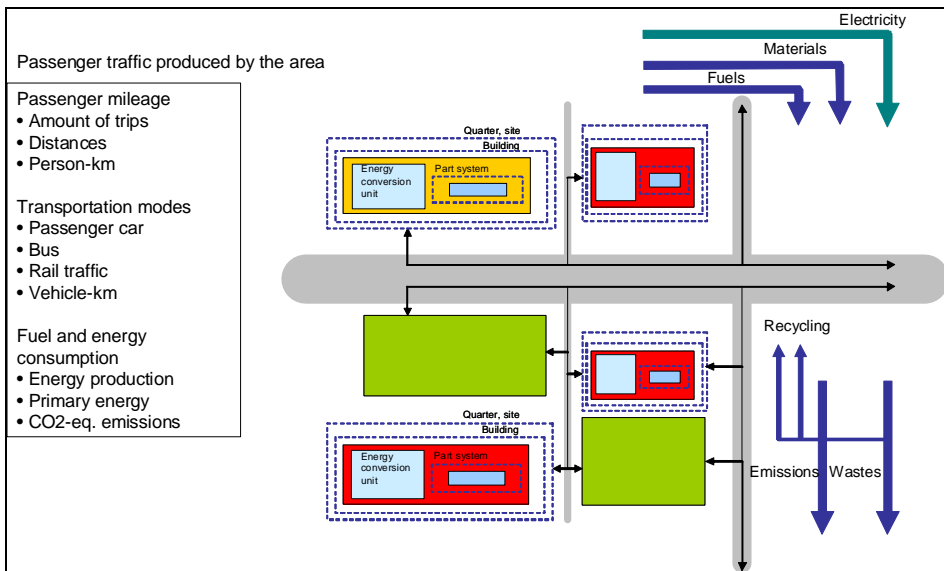 Electricity
Materials
Fuels
Passenger traffic produced by the area
Passenger mileage
• Amount of trips
• Distances
• Person-km
Transportation modes
• Passenger car
• Bus
• Rail traffic
• Vehicle-km
Fuel and energy
consumption
• Energy production
• Primary energy
• CO2-eq. emissions
Quarter, site
Building
Energy
conversion
unit
Part system
Recycling
Quarter, site
Building
Energy
conversion
unit
Part system
Emissions
Wastes